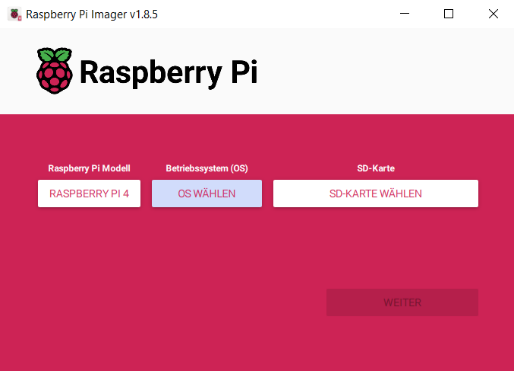 Raspberry Pi Imager v1.8.5
Raspberry Pi
Raspberry Pi Modell
Betriebssystem (OS)
SD-Karte
RASPBERRY PI 4
OS WÄHLEN
SD-KARTE WÄHLEN
WEITER